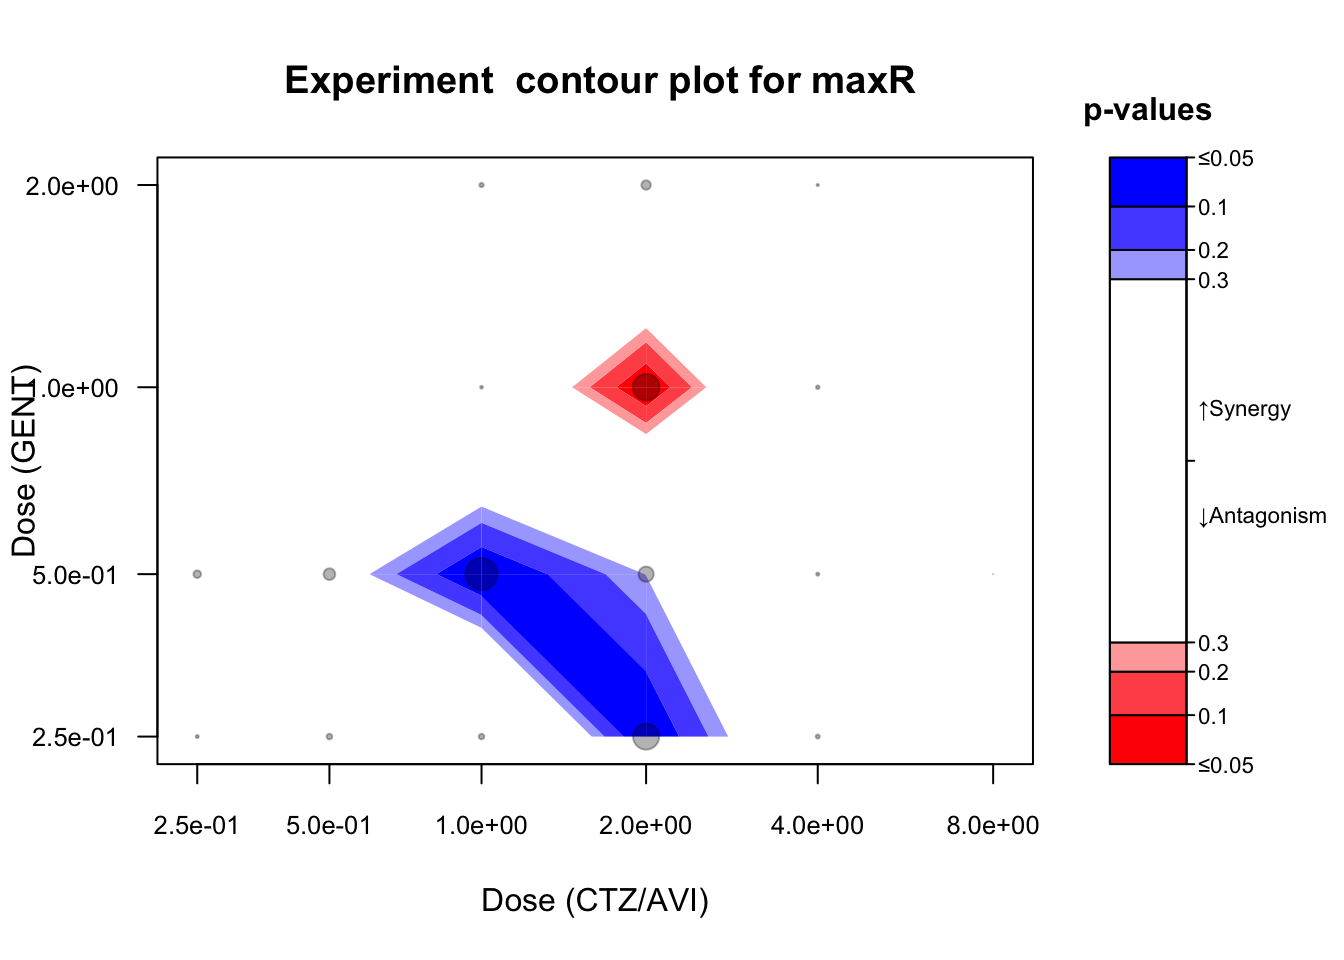 Experiment  contour plot for maxR
p-values
≤0.05
0.1
0.2
0.3
↑Synergy
↓Antagonism
0.3
0.2
0.1
≤0.05
Dose (GENT)
2.0e+00
1.0e+00
5.0e-01
2.5e-01
2.5e-01 5.0e-01 1.0e+00 2.0e+00 4.0e+00 8.0e+00
Dose (CTZ/AVI)